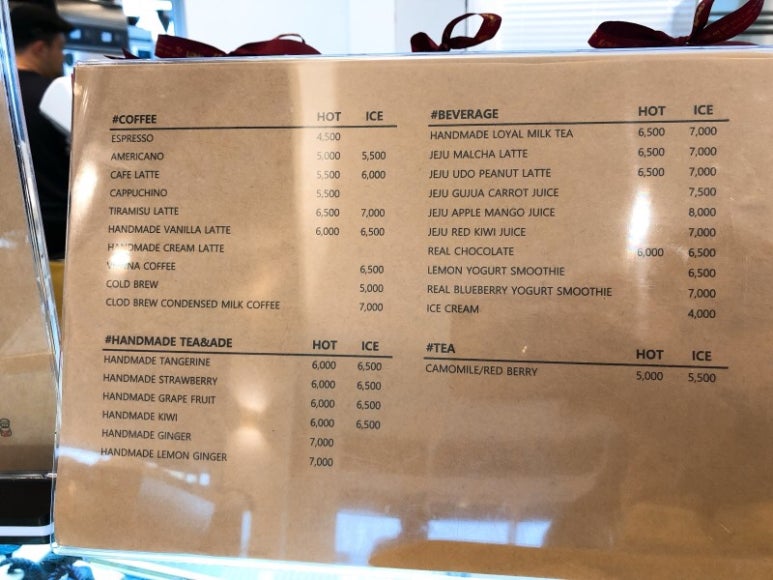 #COFFEE HOT ICE
ESPRESSO 4,500
AMERICANO 5,000 5,500
CAFE LATTE 5,500 6,000
CAPPUCHINO 5,500
TIRAMISU LATTE 6,500 7,000
HANDMADE VANILLA LATTE 6,000 6,500
HANDMADE CREAM LATTE
VIENNA COFFEE 6,500
COLD BREW 5,000
CLOD BREW CONDENSED MILK COFFEE 7,000
#HANDMADE TEA&ADE HOT ICE
HANDMADE TANGERINE 6,000 6,500
HANDMADE STRAWBERRY 6,000 6,500
HANDMADE GRAPE FRUIT 6,000 6,500
HANDMADE KIWI 6,000 6,500
HANDMADE GINGER 7,000
HANDMADE LEMON GINGER 7,000
#BEVERAGE HOT ICE
HANDMADE LOYAL MILK TEA 6,500 7,000
JEJU MALCHA LATTE 6,500 7,000
JEJU UDO PEANUT LATTE 6,500 7,000
JEJU GUJUA CARROT JUICE 7,500
JEJU APPLE MANGO JUICE 8,000
JEJU RED KIWI JUICE 7,000
REAL CHOCOLATE 6,000 6,500
LEMON YOGURT SMOOTHIE 6,500
REAL BLUEBERRY YOGURT SMOOTHIE 7,000
ICE CREAM 4,000
#TEA HOT ICE
CAMOMILE/RED BERRY 5,000 5,500